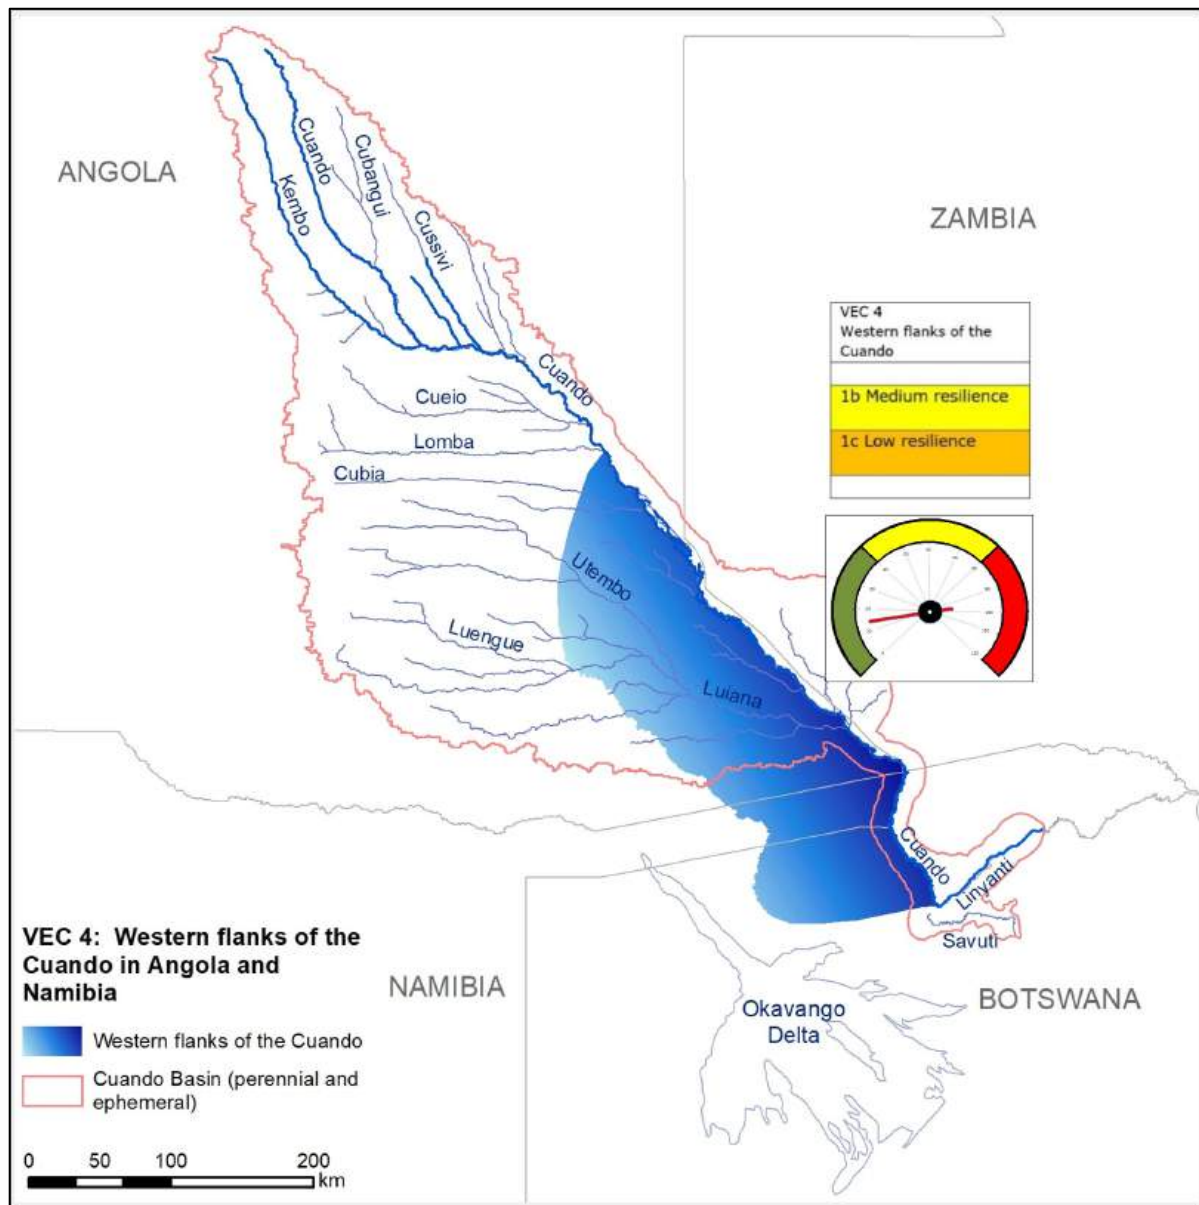 ANGOLA
ZAMBIA
Kembo
Cuando
Cubangui
Cussivi
VEC 4
Western flanks of the
Cuando
1b Medium resilience
1c Low resilience
Cuando
Cueio
Lomba
Cubia
Utembo
Luengue
Luiana
Cuando
Linyanti
Savuti
NAMIBIA
BOTSWANA
Okavango
Delta
VEC 4: Western flanks of the
Cuando in Angola and
Namibia
Western flanks of the Cuando
Cuando Basin (perennial and
ephemeral)
0 50 100 200
km